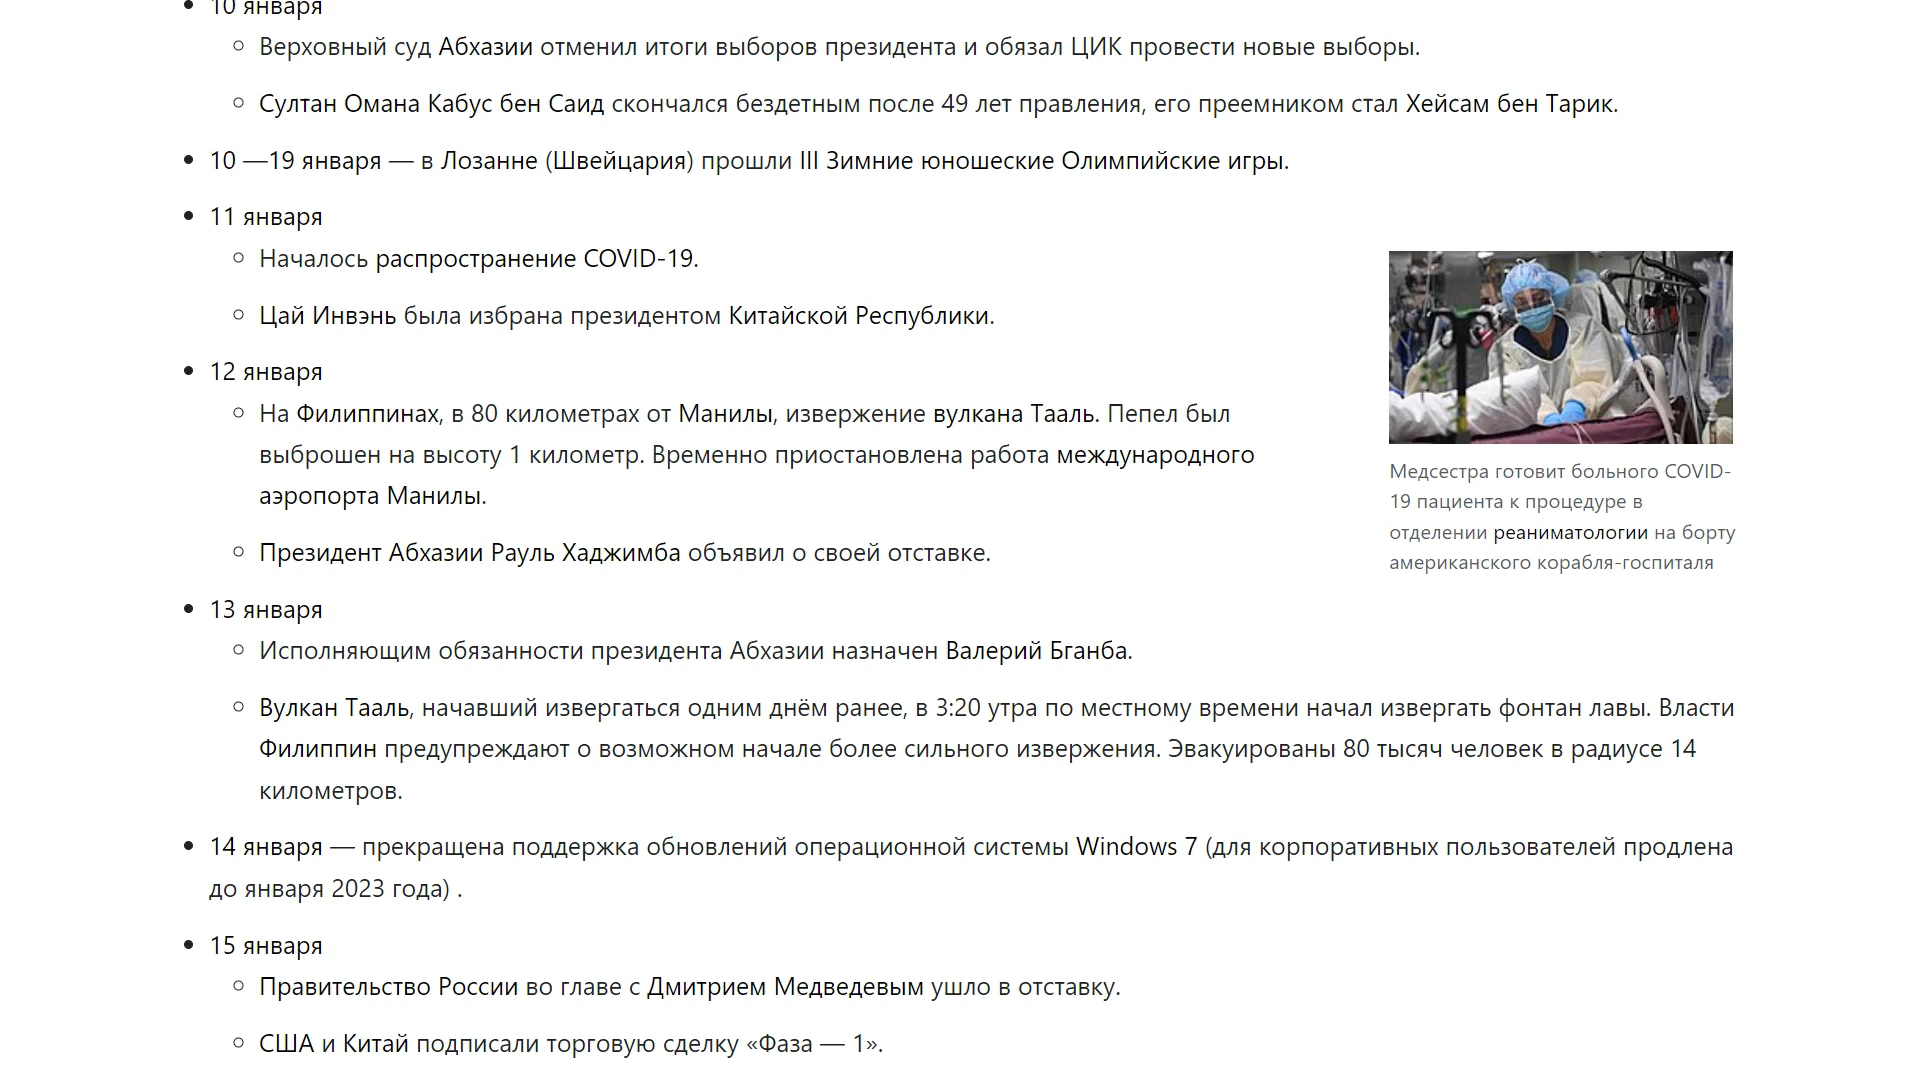 10 января
Верховный суд Абхазии отменил итоги выборов президента и обязал ЦИК провести новые выборы.
Султан Омана Кабус бен Саид скончался бездетным после 49 лет правления, его преемником стал Хейсам бен Тарик.
10 —19 января — в Лозанне (Швейцария) прошли III Зимние юношеские Олимпийские игры.
11 января
Началось распространение COVID-19.
Цай Инвэнь была избрана президентом Китайской Республики.
12 января
На Филиппинах, в 80 километрах от Манилы, извержение вулкана Тааль. Пепел был
выброшен на высоту 1 километр. Временно приостановлена работа международного
аэропорта Манилы.
Президент Абхазии Рауль Хаджимба объявил о своей отставке.
Медсестра готовит больного COVID-
19 пациента к процедуре в
отделении реаниматологии на борту
американского корабля-госпиталя
13 января
Исполняющим обязанности президента Абхазии назначен Валерий Бганба.
Вулкан Тааль, начавший извергаться одним днём ранее, в 3:20 утра по местному времени начал извергать фонтан лавы. Власти
Филиппин предупреждают о возможном начале более сильного извержения. Эвакуированы 80 тысяч человек в радиусе 14
километров.
14 января — прекращена поддержка обновлений операционной системы Windows 7 (для корпоративных пользователей продлена
до января 2023 года) .
15 января
Правительство России во главе с Дмитрием Медведевым ушло в отставку.
США и Китай подписали торговую сделку «Фаза — 1».